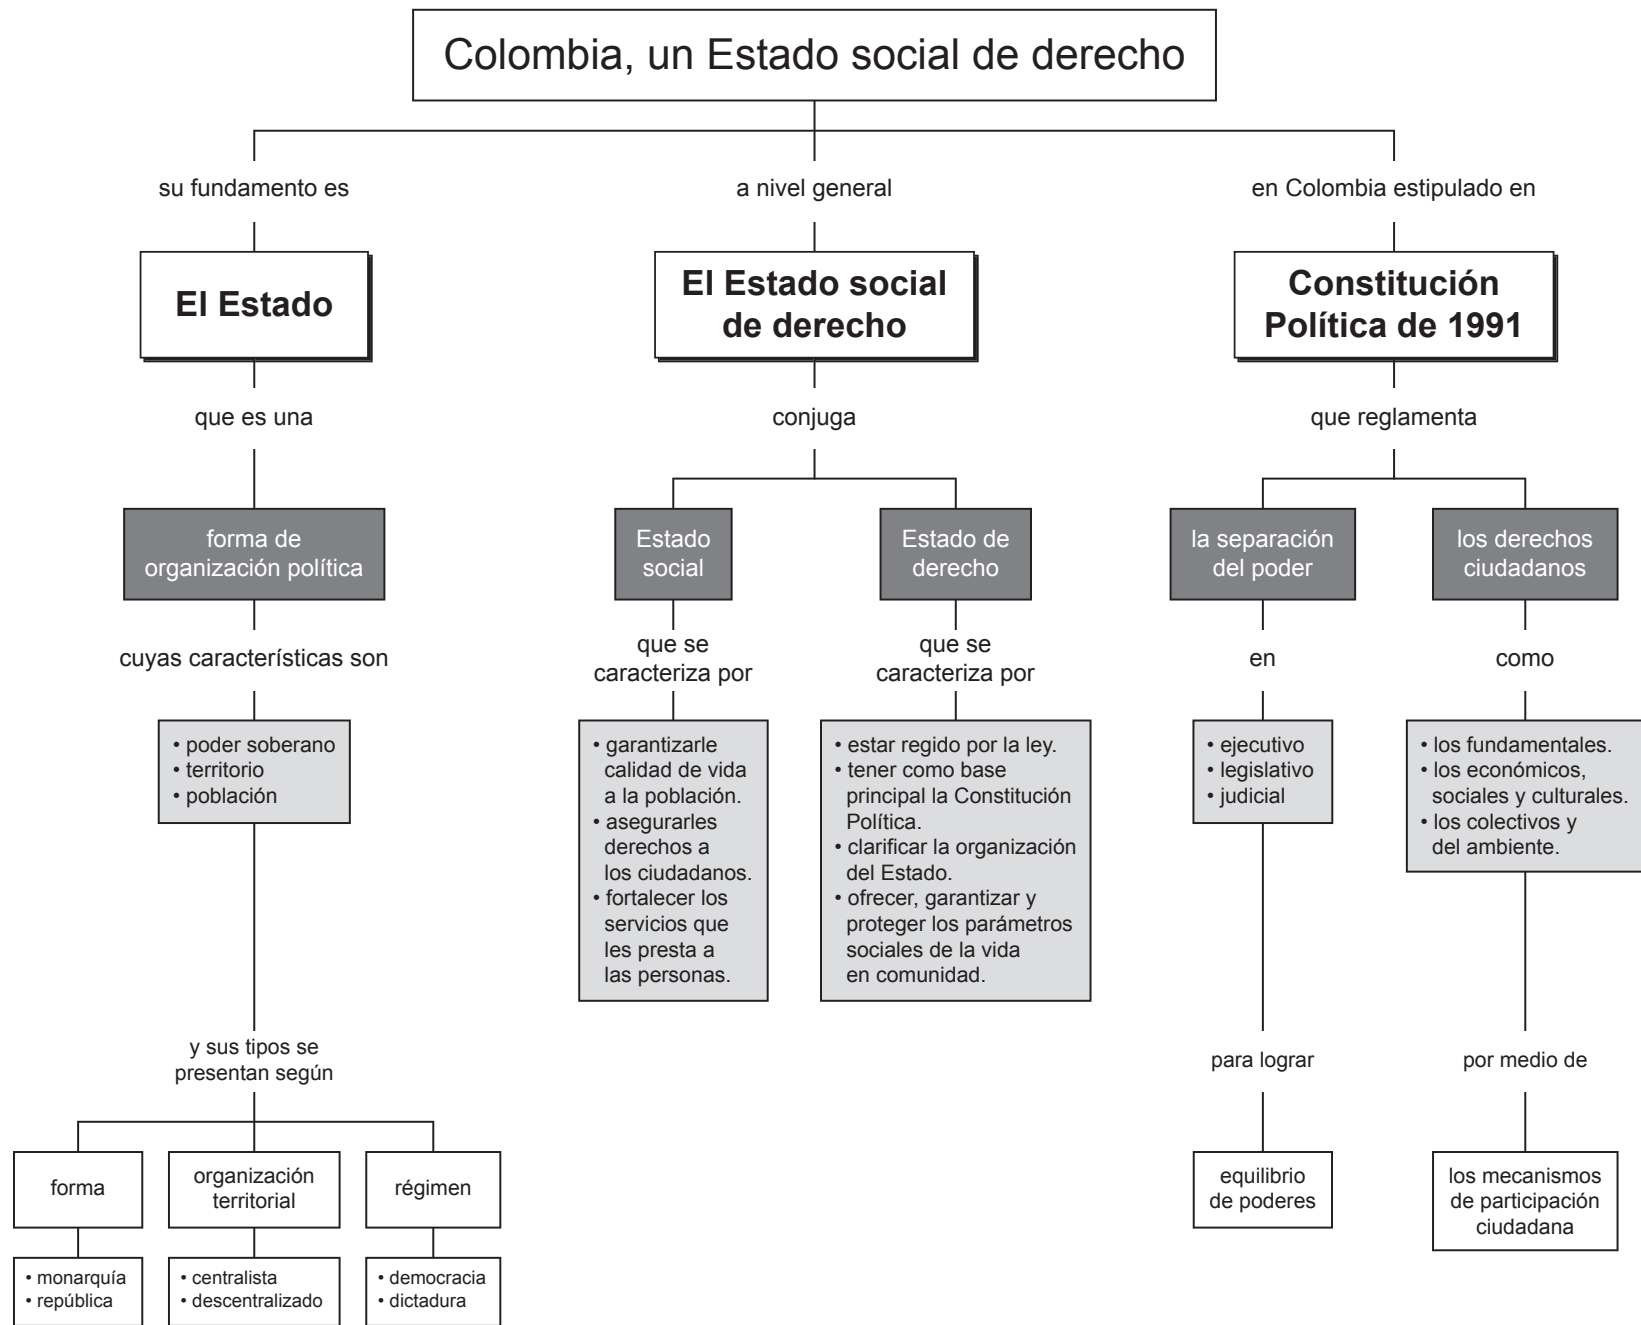 Colombia, un Estado social de derecho
su fundamento es
El Estado
que es una
forma de
organización política
cuyas características son
• poder soberano
• territorio
• población
y sus tipos se
presentan según
forma
• monarquía
• república
organización
territorial
• centralista
• descentralizado
régimen
• democracia
• dictadura
a nivel general
El Estado social
de derecho
conjuga
Estado
social
que se
caracteriza por
• garantizarle
calidad de vida
a la población.
• asegurarles
derechos a
los ciudadanos.
• fortalecer los
servicios que
les presta a
las personas.
Estado de
derecho
que se
caracteriza por
• estar regido por la ley.
• tener como base
principal la Constitución
Política.
• clarificar la organización
del Estado.
• ofrecer, garantizar y
proteger los parámetros
sociales de la vida
en comunidad.
en Colombia estipulado en
Constitución
Política de 1991
que reglamenta
la separación
del poder
en
• ejecutivo
• legislativo
• judicial
para lograr
equilibrio
de poderes
los derechos
ciudadanos
como
• los fundamentales.
• los económicos,
sociales y culturales.
• los colectivos y
del ambiente.
por medio de
los mecanismos
de participación
ciudadana